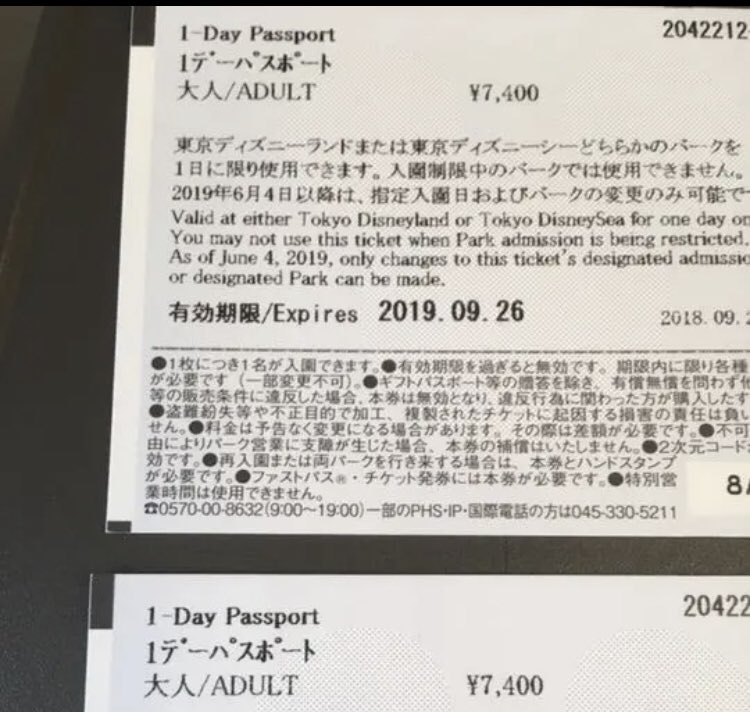 1-Day Passport
2042212
1デーパスポート
大人/ADULT ¥7,400
東京ディズニーランドまたは東京ディズニーシーどちらかのパークを
1日に限り使用できます。入園制限中のパークでは使用できません。
2019年6月4日以降は、指定入園日およびパークの変更のみ可能で
Valid at either Tokyo Disneyland or Tokyo DisneySea for one day on
You may not use this ticket when Park admission is being restricted.
As of June 4, 2019, only changes to this ticket's designated admissio
or designated Park can be made.
有効期限/Expires 2019.09.26 2018.09.2
●1枚につき1名が入園できます。●有効期限を過ぎると無効です。期限内に限り各種
が必要です(一部変更不可)。●ギフトパスポート等の贈答を除き、有償無償を問わず他
等の販売条件に違反した場合、本券は無効となり、違反行為に関わった方が購入したす
●盗難紛失等や不正目的で加工、複製されたチケットに起因する損害の責任は負い
せん。●料金は予告なく変更になる場合があります。その際は差額が必要です。●不可
由によりパーク営業に支障が生じた場合、本券の補償はいたしません。●2次元コードが
効です。●再入園または両パークを行き来する場合は、本券とハンドスタンプ
が必要です。●ファストパス®・チケット発券には本券が必要です。●特別営
業時間は使用できません。
8/
☎0570-00-8632(9:00〜19:00)一部のPHS・IP・国際電話の方は045-330-5211
1-Day Passport
20422
1デーパスポート
大人/ADULT ¥7,400